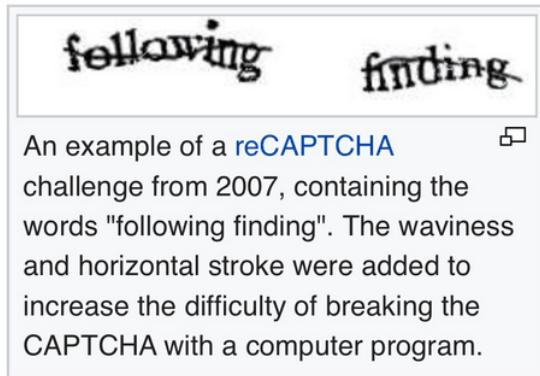 following finding
An example of a reCAPTCHA
challenge from 2007, containing the
words "following finding". The waviness
and horizontal stroke were added to
increase the difficulty of breaking the
CAPTCHA with a computer program.